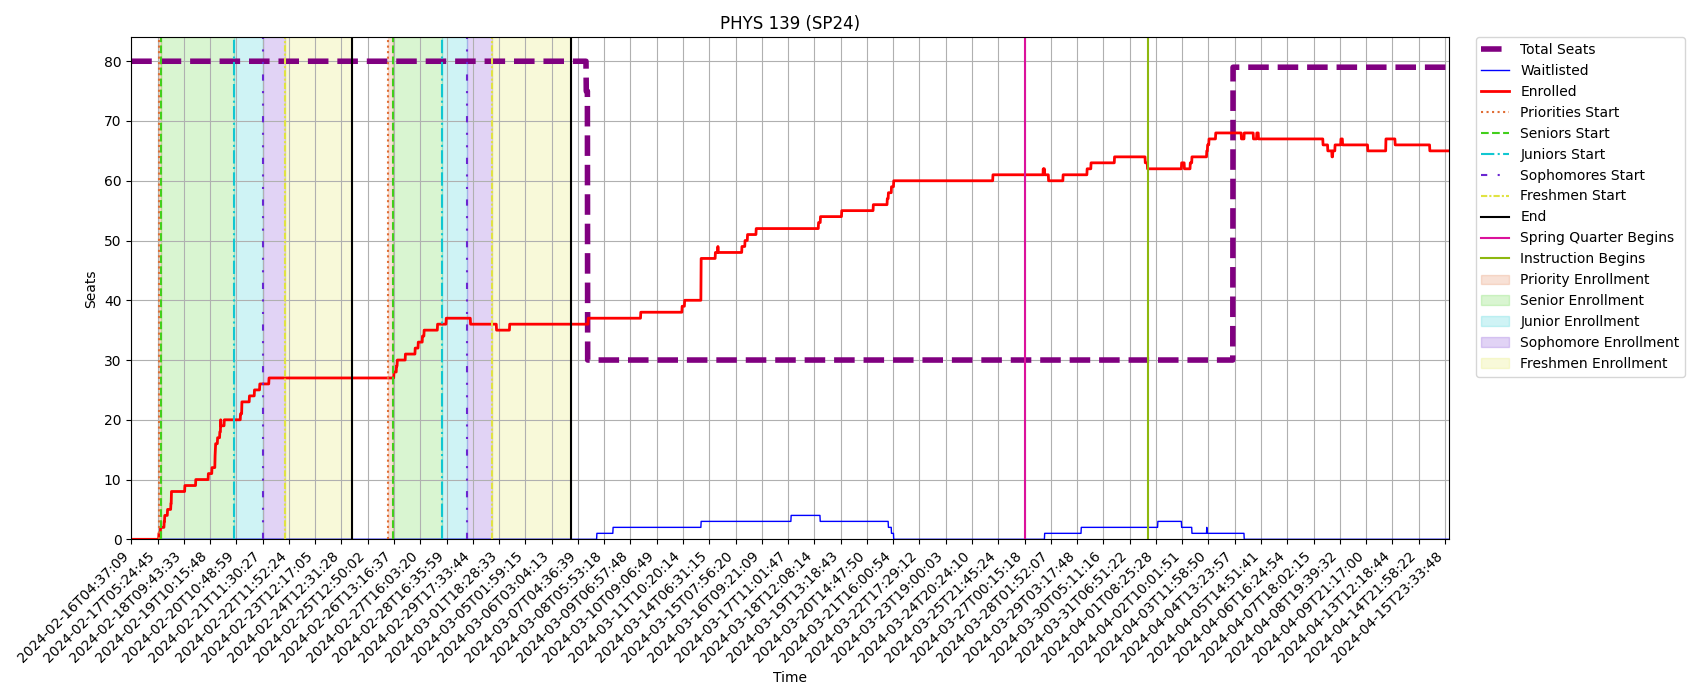 PHYS 139 (SP24)
Seats
80
70
60
50
40
30
20
10
0
2024-02-16T04:37:09
2024-02-17T05:24:45
2024-02-18T09:43:33
2024-02-19T10:15:48
2024-02-20T10:48:59
2024-02-21T11:30:27
2024-02-22T11:52:24
2024-02-23T12:17:05
2024-02-24T12:31:28
2024-02-25T12:50:02
2024-02-26T13:16:37
2024-02-27T16:03:20
2024-02-28T16:35:59
2024-02-29T17:33:44
2024-03-01T18:28:33
2024-03-05T01:59:15
2024-03-06T03:04:13
2024-03-07T04:36:39
2024-03-08T05:53:18
2024-03-09T06:57:48
2024-03-10T09:06:49
2024-03-11T10:20:14
2024-03-14T06:31:15
2024-03-15T07:56:20
2024-03-16T09:21:09
2024-03-17T11:01:47
2024-03-18T12:08:14
2024-03-19T13:18:43
2024-03-20T14:47:50
2024-03-21T16:00:54
2024-03-22T17:29:12
2024-03-23T19:00:03
2024-03-24T20:24:10
2024-03-25T21:45:24
2024-03-27T00:15:18
2024-03-28T01:52:07
2024-03-29T03:17:48
2024-03-30T05:11:16
2024-03-31T06:51:22
2024-04-01T08:25:28
2024-04-02T10:01:51
2024-04-03T11:58:50
2024-04-04T13:23:57
2024-04-05T14:51:41
2024-04-06T16:24:54
2024-04-07T18:02:15
2024-04-08T19:39:32
2024-04-09T21:17:00
2024-04-13T12:18:44
2024-04-14T21:58:22
2024-04-15T23:33:48
Time
Total Seats
Waitlisted
Enrolled
Priorities Start
Seniors Start
Juniors Start
Sophomores Start
Freshmen Start
End
Spring Quarter Begins
Instruction Begins
Priority Enrollment
Senior Enrollment
Junior Enrollment
Sophomore Enrollment
Freshmen Enrollment